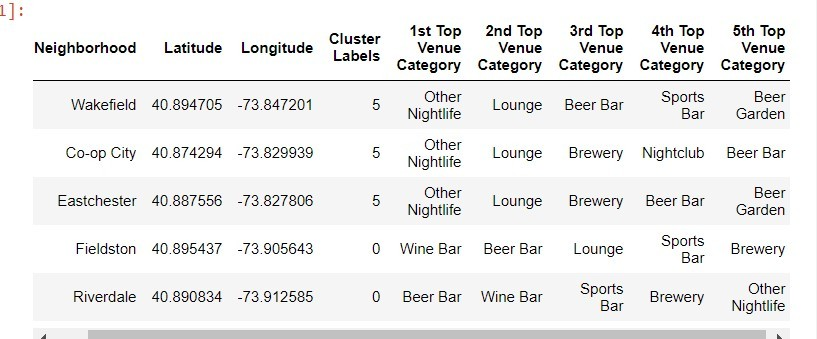 1]:
Neighborhood Latitude Longitude Cluster Labels 1st Top Venue Category 2nd Top Venue Category 3rd Top Venue Category 4th Top Venue Category 5th Top Venue Category
Wakefield 40.894705 -73.847201 5 Other Nightlife Lounge Beer Bar Sports Bar Beer Garden
Co-op City 40.874294 -73.829939 5 Other Nightlife Lounge Brewery Nightclub Beer Bar
Eastchester 40.887556 -73.827806 5 Other Nightlife Lounge Brewery Beer Bar Beer Garden
Fieldston 40.895437 -73.905643 0 Wine Bar Beer Bar Lounge Sports Bar Brewery
Riverdale 40.890834 -73.912585 0 Beer Bar Wine Bar Sports Bar Brewery Other Nightlife